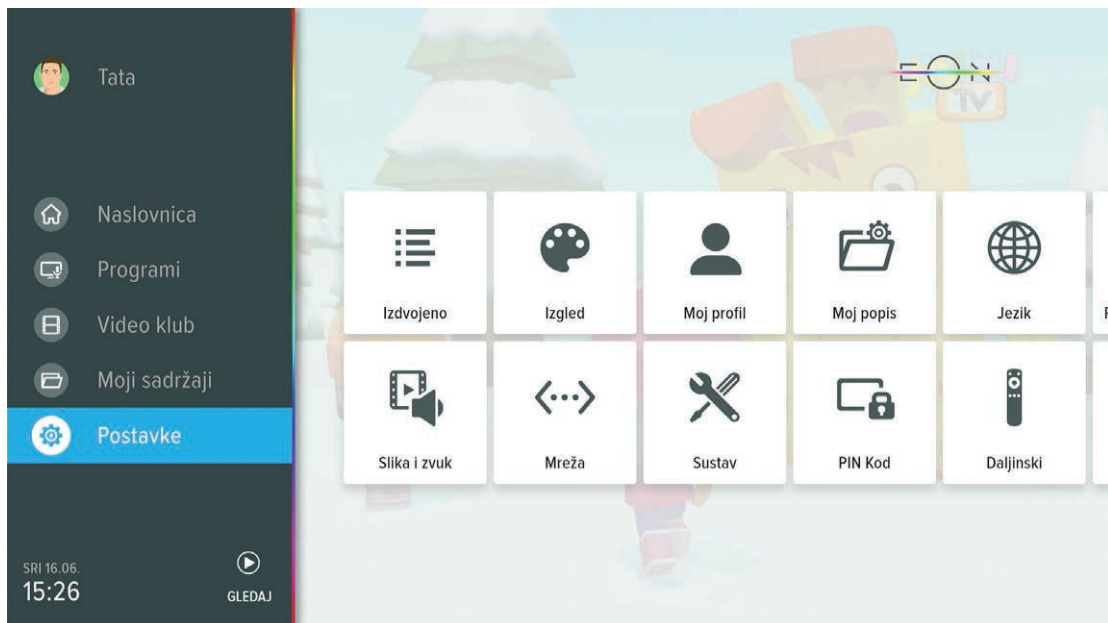 Tata
Naslovnica
Programi
Video klub
Moji sadržaji
Postavke
SRI 16.06.
15:26
GLEDAJ
EON
TV
Izdvojeno
Izgled
Moj profil
Moj popis
Jezik
Slika i zvuk
Mreža
Sustav
PIN Kod
Daljinski